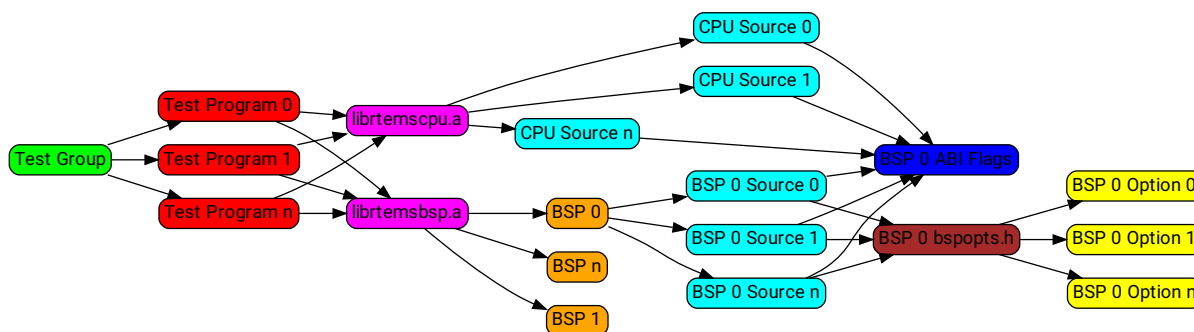 Test Group
Test Program 0
Test Program 1
Test Program n
librtemscpu.a
librtemsbsp.a
CPU Source 0
CPU Source 1
CPU Source n
BSP 0
BSP n
BSP 1
BSP 0 Source 0
BSP 0 Source 1
BSP 0 Source n
BSP 0 ABI Flags
BSP 0 bspopts.h
BSP 0 Option 0
BSP 0 Option 1
BSP 0 Option n